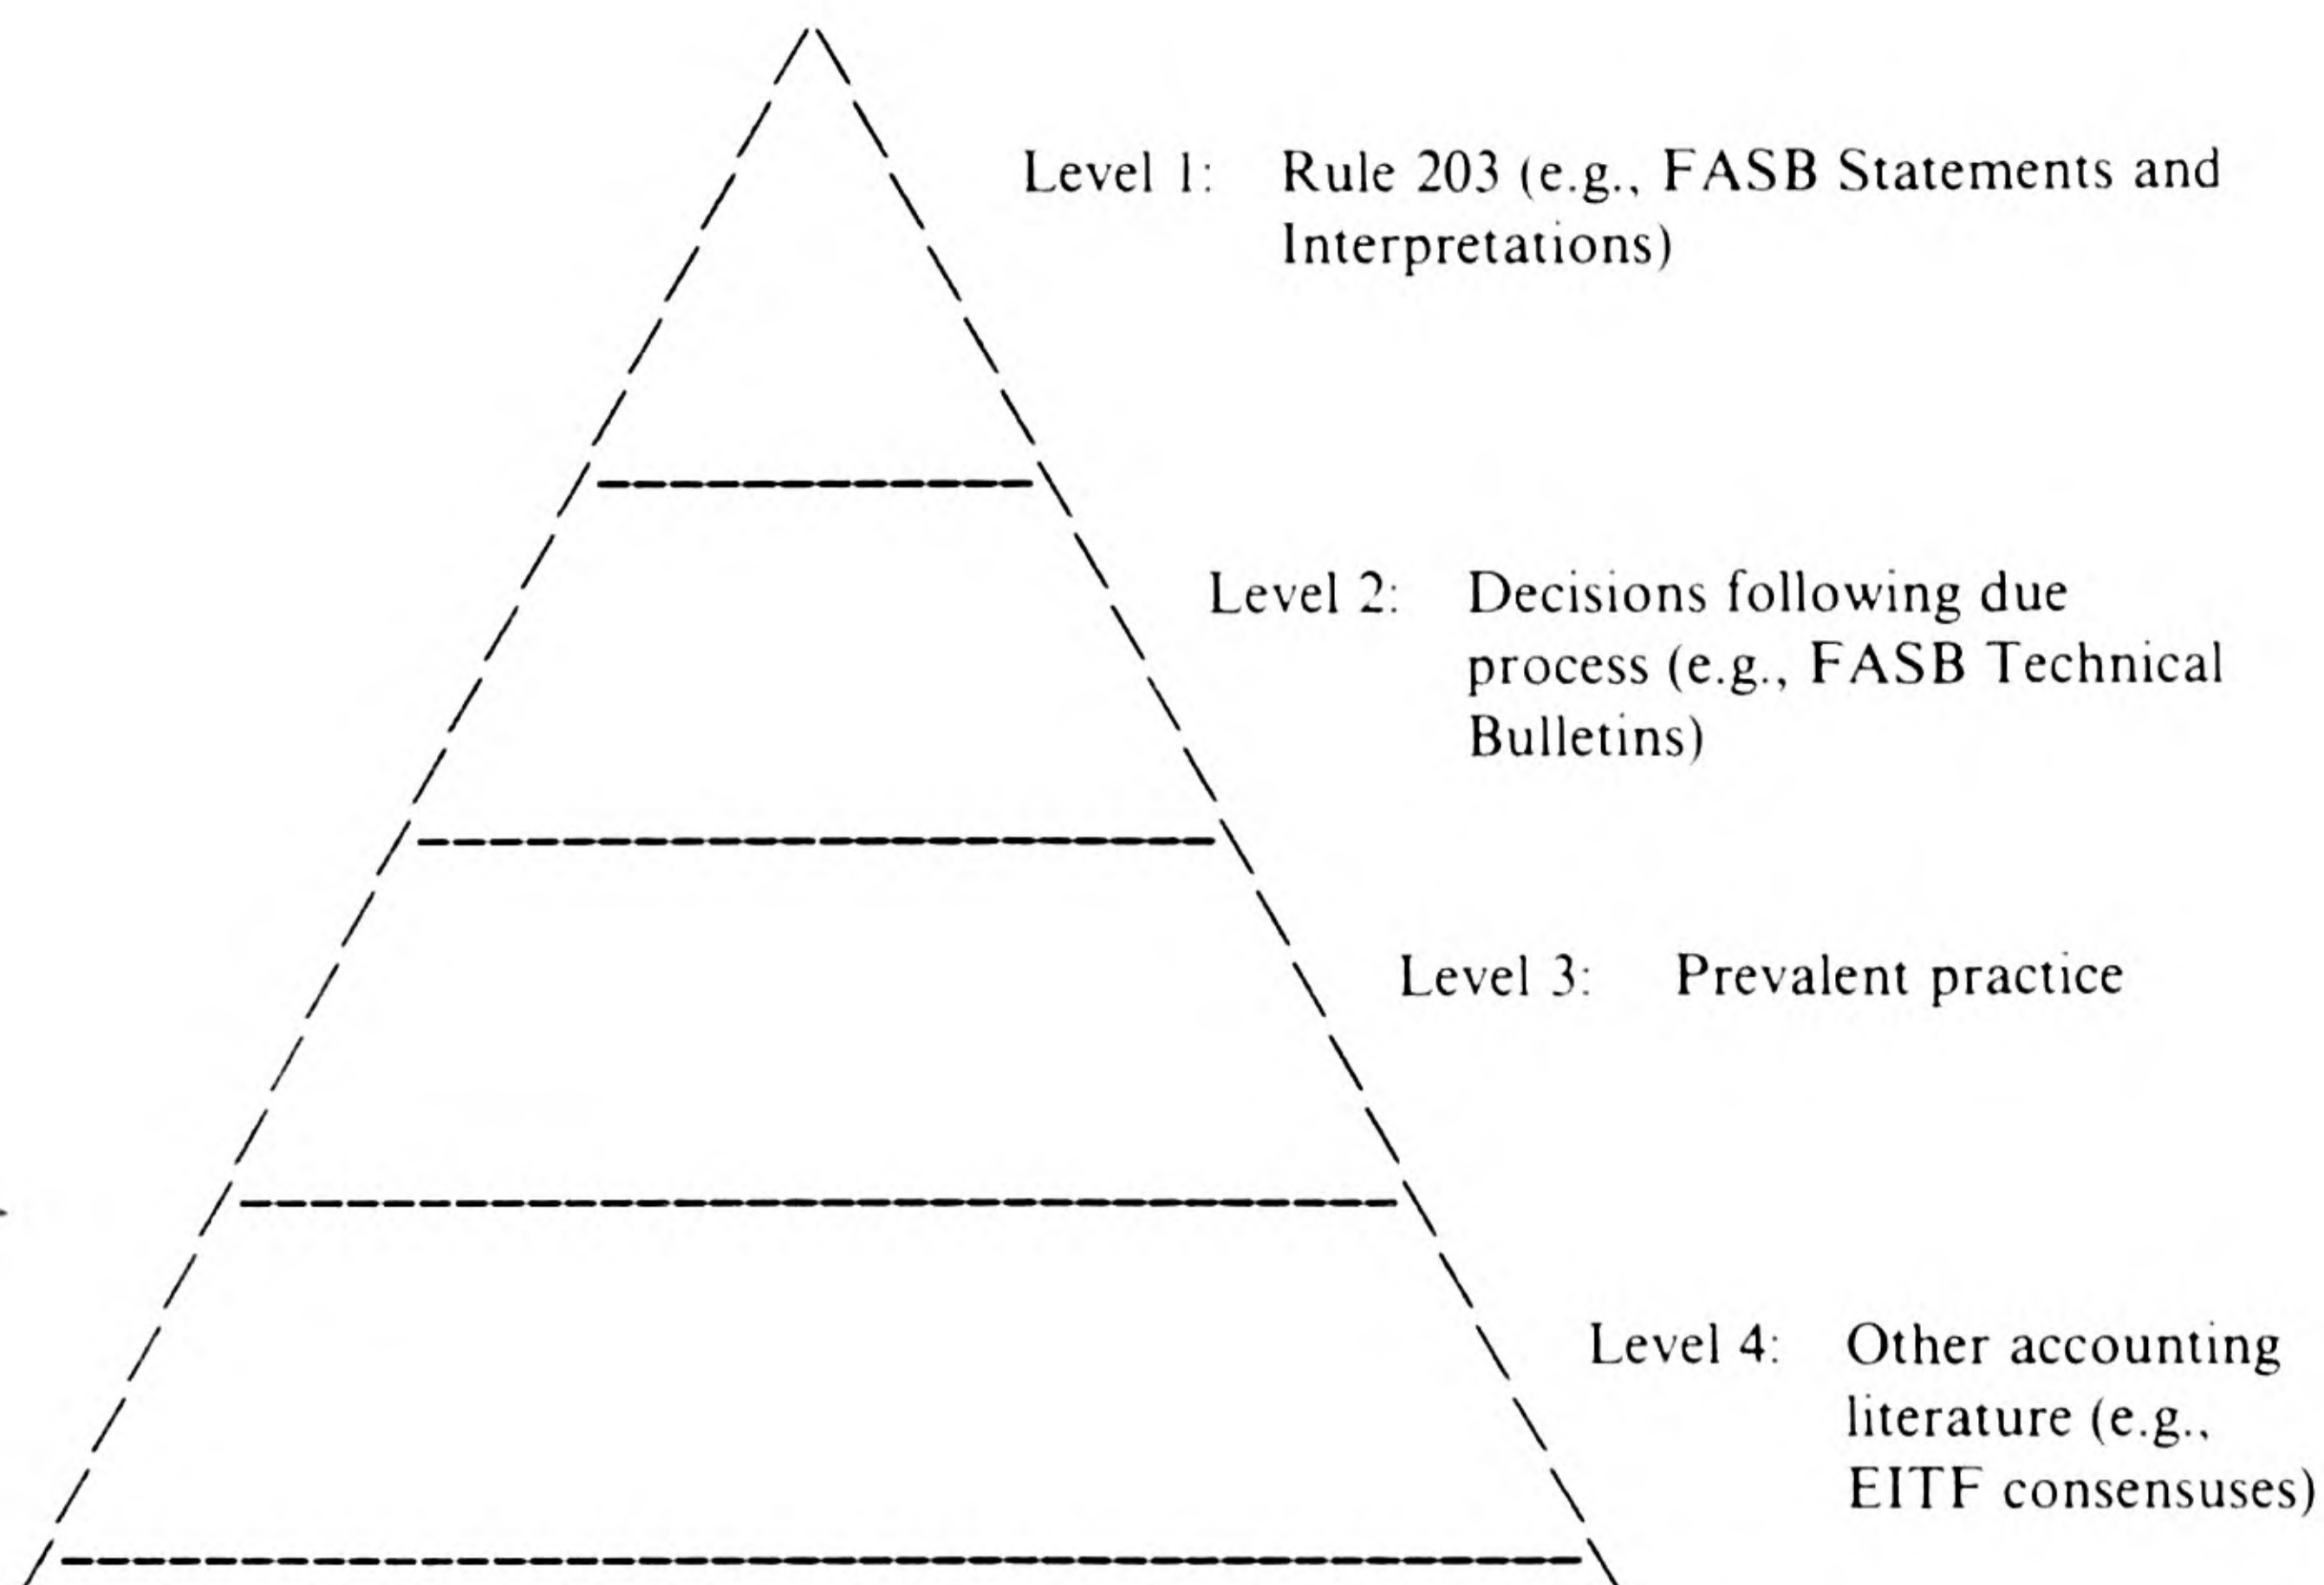 Level 1: Rule 203 (e.g., FASB Statements and
Interpretations)
Level 2: Decisions following due
process (e.g., FASB Technical
Bulletins)
Level 3: Prevalent practice
Level 4: Other accounting
literature (e.g.,
EITF consensuses)